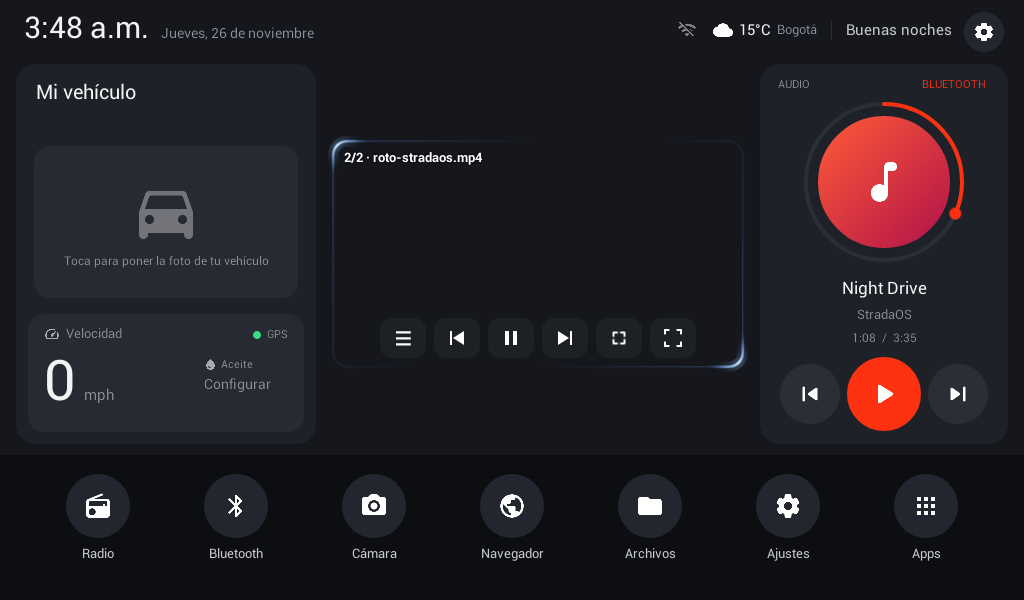 3:48 a.m.
Jueves, 26 de noviembre
15°C Bogotá
Buenas noches
Mi vehículo
Toca para poner la foto de tu vehículo
Velocidad
GPS
0 mph
Aceite
Configurar
2/2 · roto-stradaos.mp4
AUDIO
BLUETOOTH
Night Drive
StradaOS
1:08 / 3:35
Radio
Bluetooth
Cámara
Navegador
Archivos
Ajustes
Apps